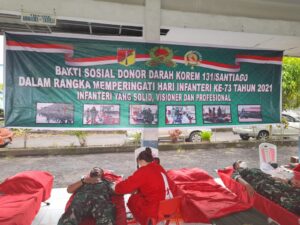 BAKTI SOSIAL DONOR DARAH KOREM 131/SANTIAGO
DALAM RANGKA MEMPERINGATI HARI INFANTERI KE-73 TAHUN 2021
INFANTERI YANG SOLID, VISIONER DAN PROFESIONAL